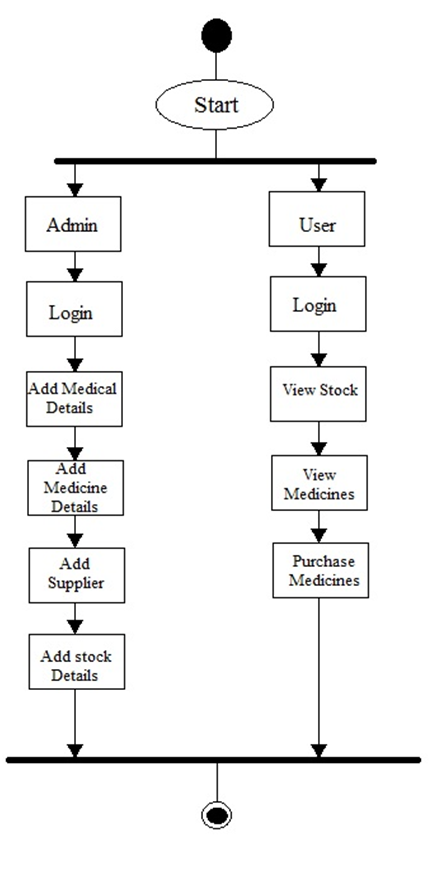 Start
Admin
Login
Add Medical
Details
Add
Medicine
Details
Add
Supplier
Add stock
Details
User
Login
View Stock
View
Medicines
Purchase
Medicines